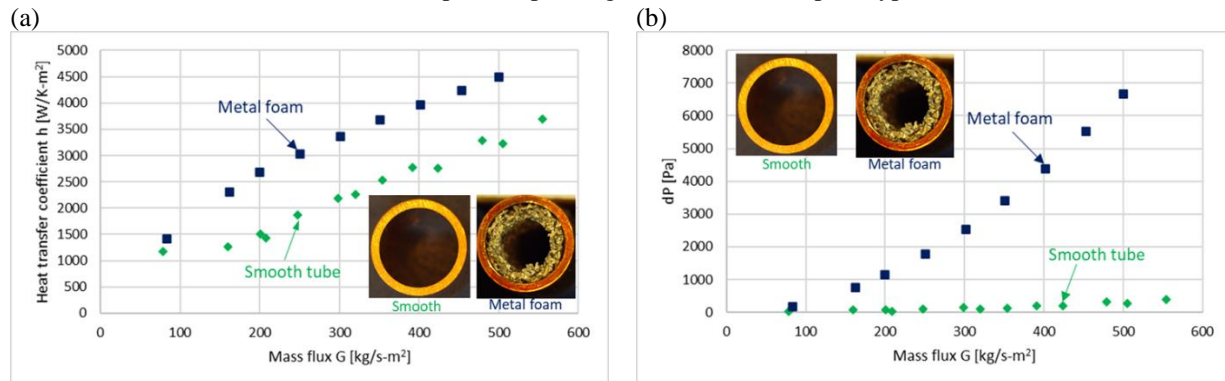 (a)
(b)
Heat transfer coefficient h [W/K-m²]
5000
4500
4000
3500
3000
2500
2000
1500
1000
500
0
Metal foam
Smooth tube
Smooth
Metal foam
0 100 200 300 400 500 600
Mass flux G [kg/s-m²]
dP [Pa]
8000
7000
6000
5000
4000
3000
2000
1000
0
Smooth
Metal foam
Metal foam
Smooth tube
0 100 200 300 400 500 600
Mass flux G [kg/s-m²]